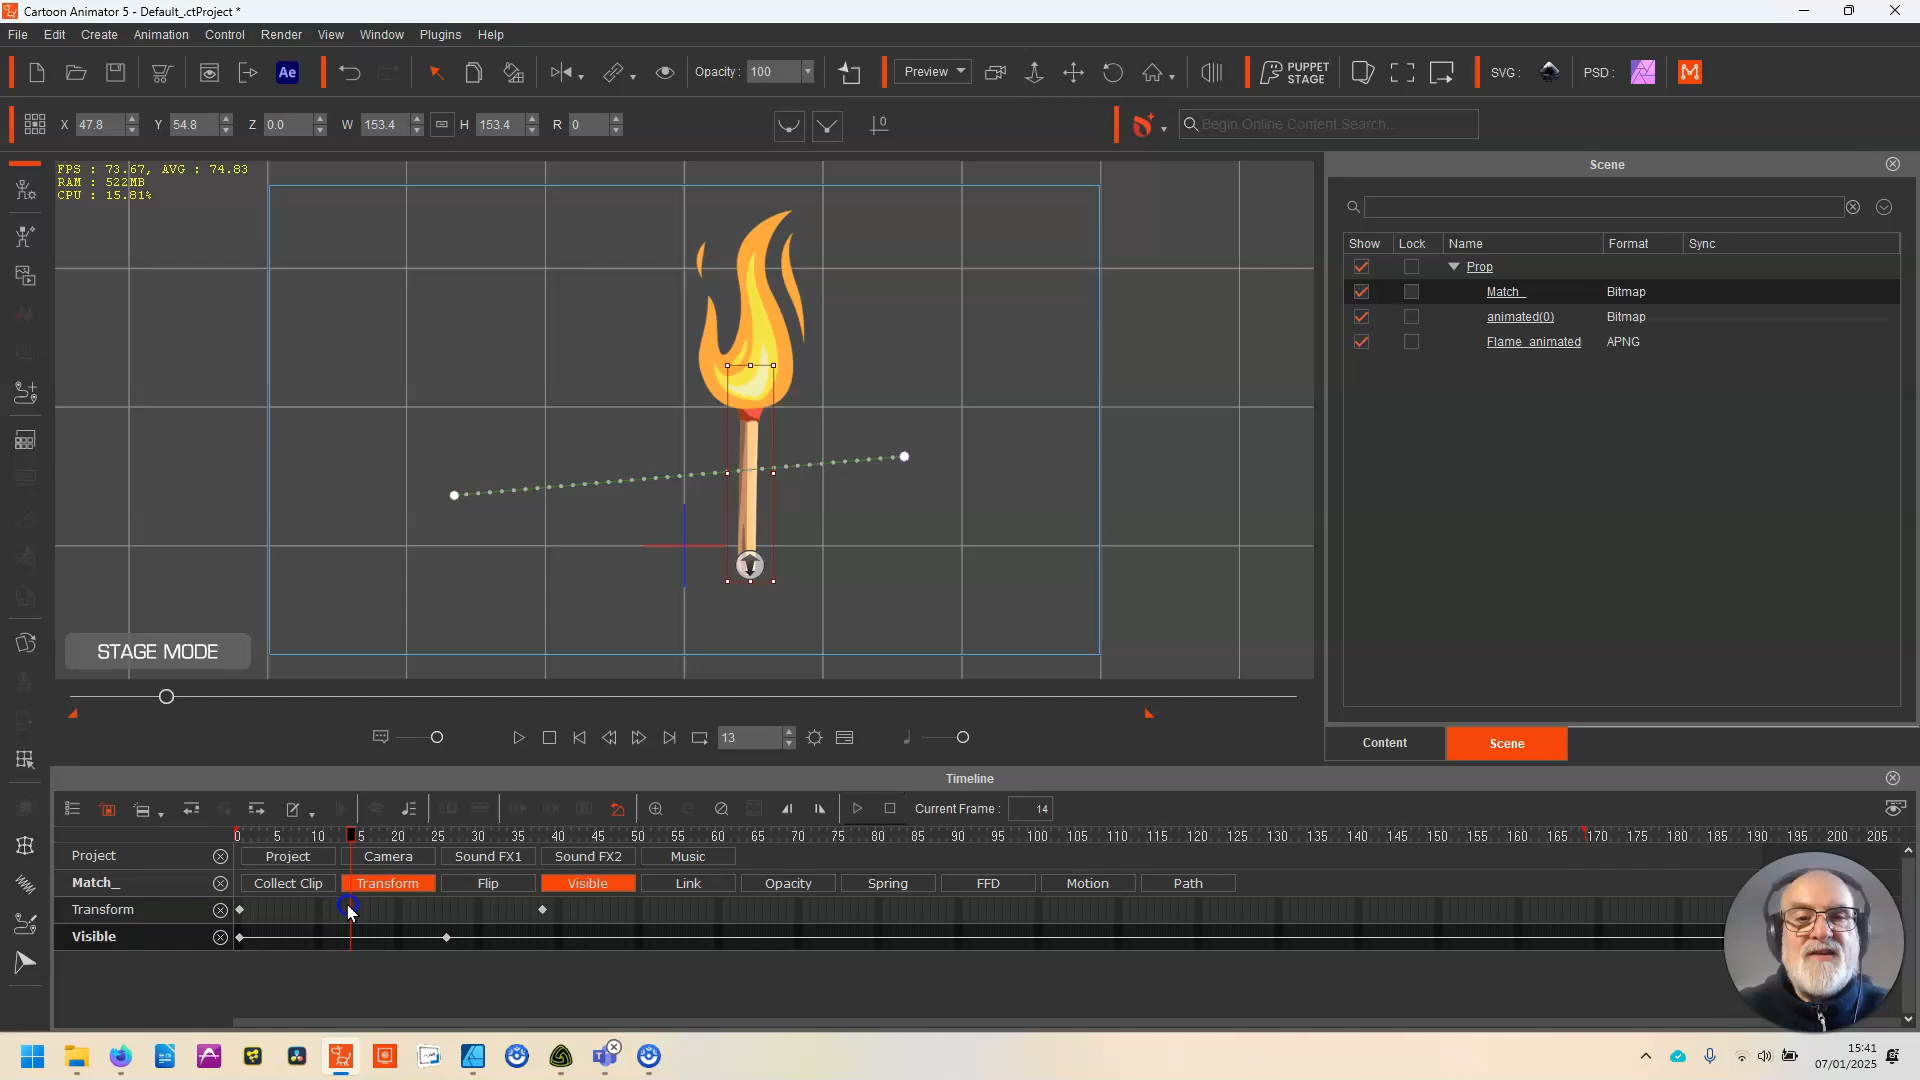 Cartoon Animator 5 - Default_.ctProject *
File Edit Create Animation Control Render View Window Plugins Help
Ae
Opacity : 100
Preview
PUPPET STAGE
SVG :
PSD :
X 47.8 Y 54.8 Z 0.0 W 153.4 H 153.4 R 0
Begin Online Content Search...
FPS : 73.67, AVG : 74.83
RAM : 522MB
CPU : 15.81%
STAGE MODE
Scene
Show Lock Name Format Sync
Prop
Match_ Bitmap
animated(0) Bitmap
Flame_animated APNG
13
Content Scene
Timeline
Current Frame : 14
0 5 10 15 20 25 30 35 40 45 50 55 60 65 70 75 80 85 90 95 100 105 110 115 120 125 130 135 140 145 150 155 160 165 170 175 180 185 190 195 200 205
Project Project Camera Sound FX1 Sound FX2 Music
Match_ Collect Clip Transform Flip Visible Link Opacity Spring FFD Motion Path
Transform
Visible
15:41
07/01/2025